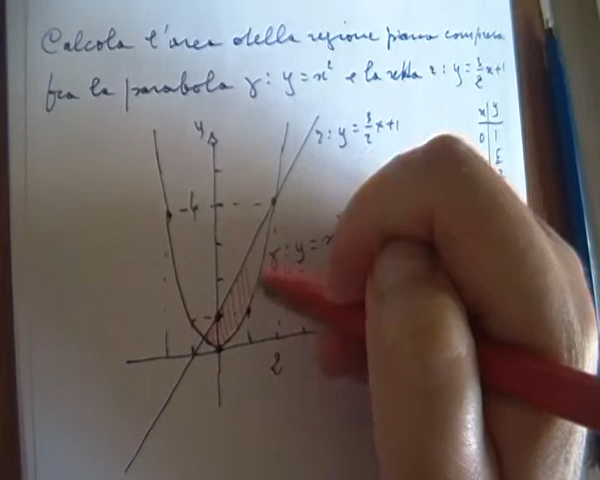 Calcola l'area della regione piana compresa
fra la parabola γ: y = x² e la retta r: y = 3/2 x + 1
x y
0 1
y
r: y = 3/2 x + 1
4
γ: y = x
2